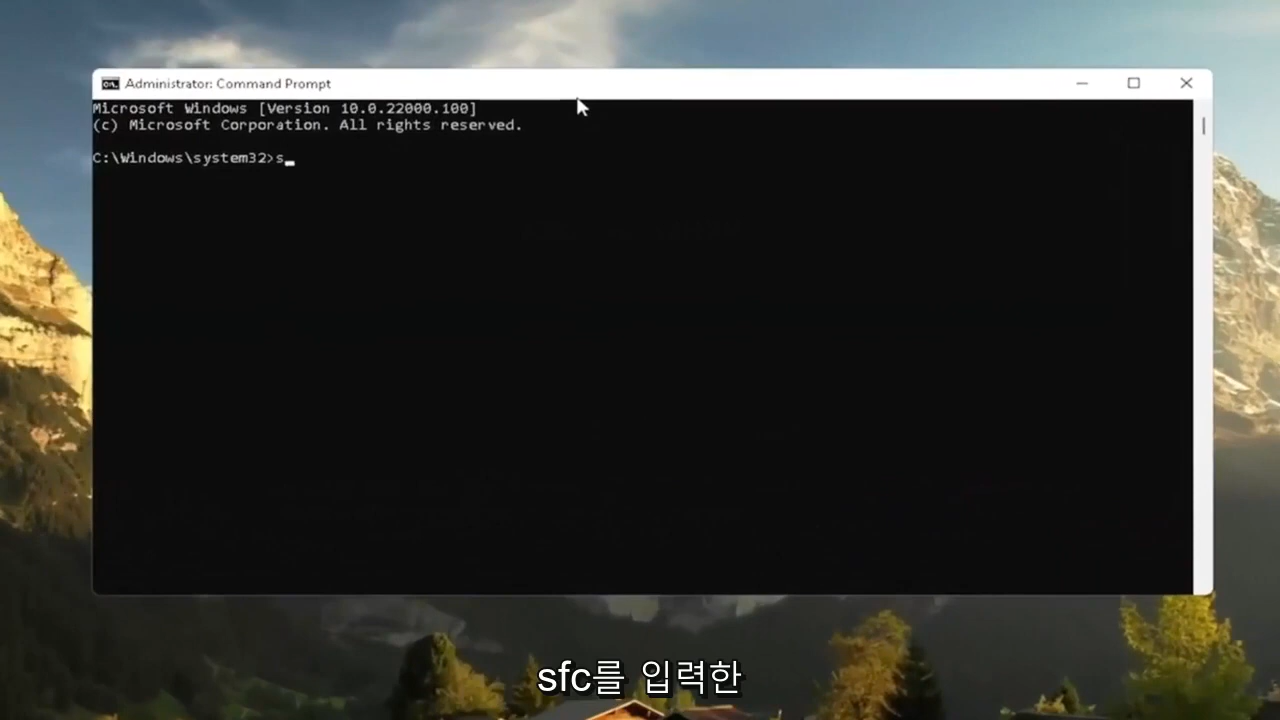 Administrator: Command Prompt
Microsoft Windows [Version 10.0.22000.100]
(c) Microsoft Corporation. All rights reserved.
C:\Windows\system32>s
sfc를 입력한